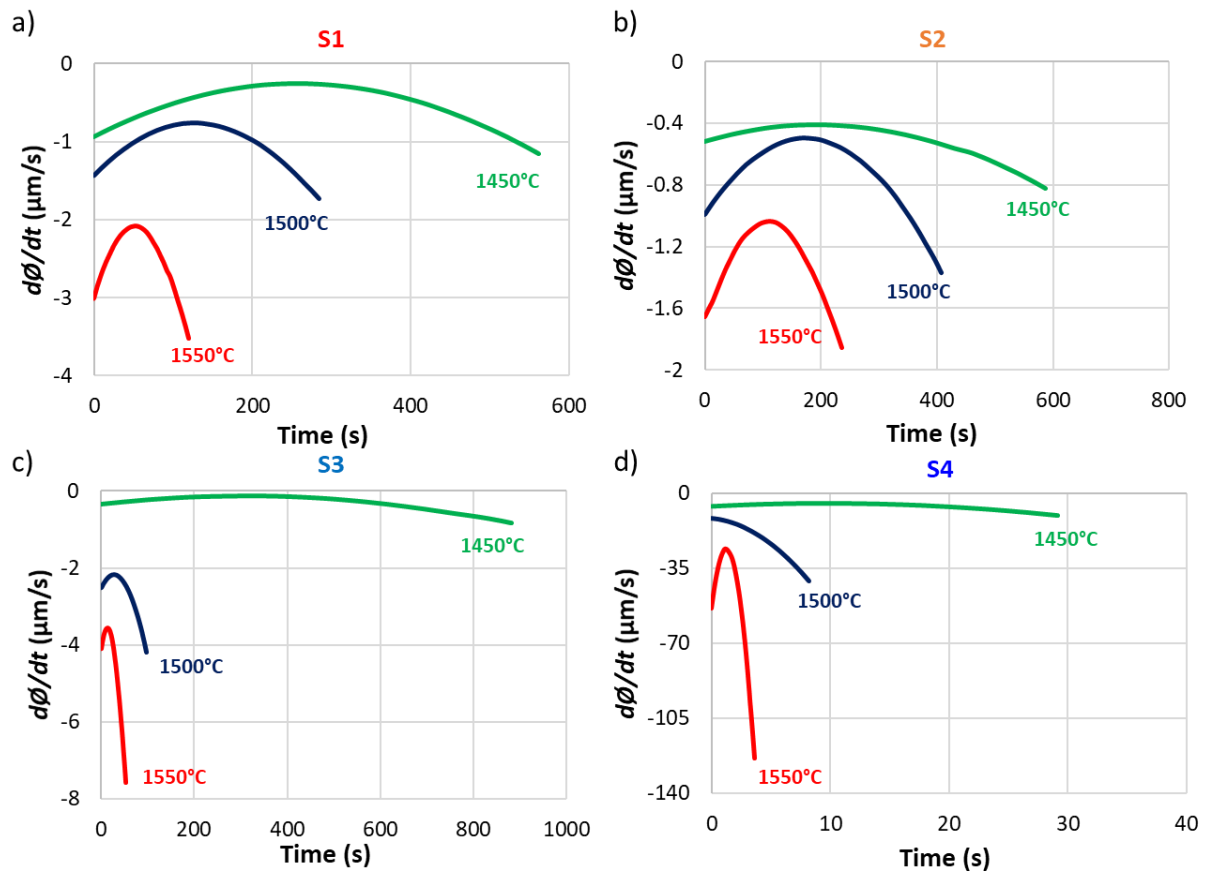 a)
S1
0
-1
-2
-3
-4
dØ/dt (µm/s)
1450°C
1500°C
1550°C
0 200 400 600
Time (s)
b)
S2
0
-0.4
-0.8
-1.2
-1.6
-2
dØ/dt (µm/s)
1450°C
1500°C
1550°C
0 200 400 600 800
Time (s)
c)
S3
0
-2
-4
-6
-8
dØ/dt (µm/s)
1450°C
1500°C
1550°C
0 200 400 600 800 1000
Time (s)
d)
S4
0
-35
-70
-105
-140
dØ/dt (µm/s)
1450°C
1500°C
1550°C
0 10 20 30 40
Time (s)